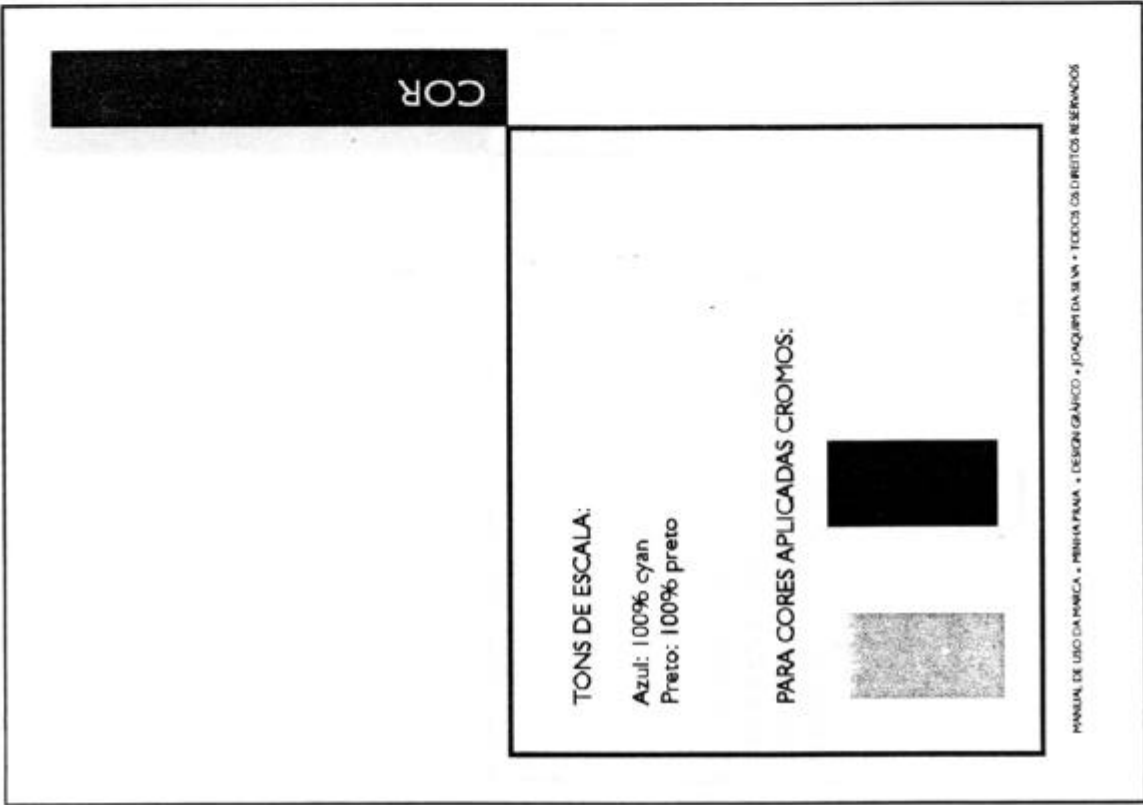 COR
TONS DE ESCALA:
Azul: 100% cyan
Preto: 100% preto
PARA CORES APLICADAS CROMOS:
MANUAL DE USO DA MARCA • MINHA PRAIA • DESIGN GRÁFICO • JOAQUIM DA SILVA • TODOS OS DIREITOS RESERVADOS